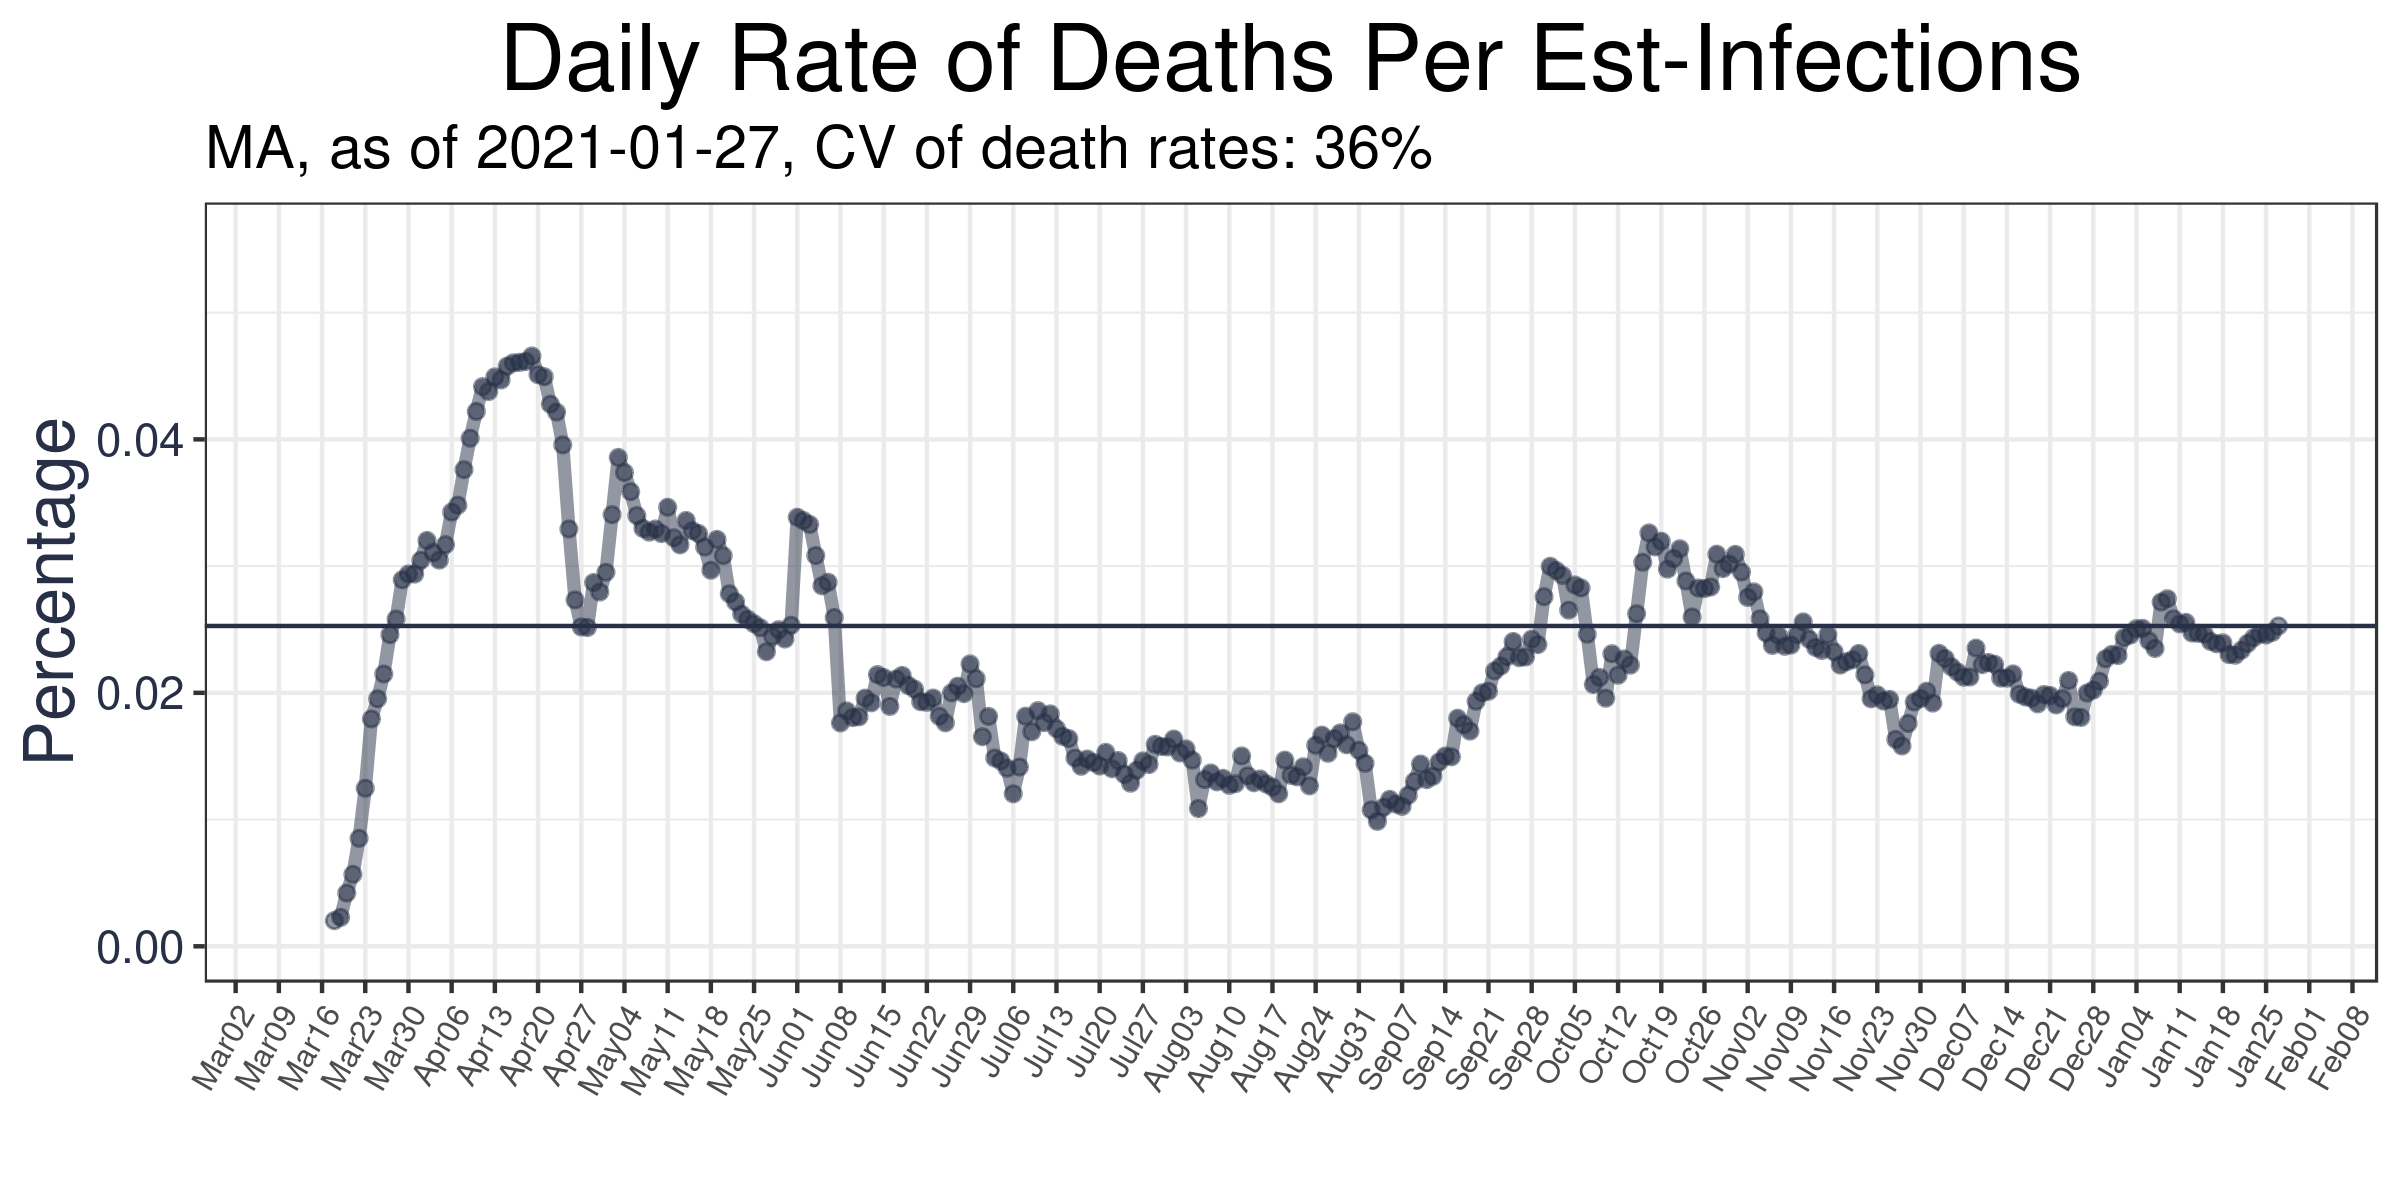 Daily Rate of Deaths Per Est-Infections
MA, as of 2021-01-27, CV of death rates: 36%
Percentage
0.04
0.02
0.00
Mar02
Mar09
Mar16
Mar23
Mar30
Apr06
Apr13
Apr20
Apr27
May04
May11
May18
May25
Jun01
Jun08
Jun15
Jun22
Jun29
Jul06
Jul13
Jul20
Jul27
Aug03
Aug10
Aug17
Aug24
Aug31
Sep07
Sep14
Sep21
Sep28
Oct05
Oct12
Oct19
Oct26
Nov02
Nov09
Nov16
Nov23
Nov30
Dec07
Dec14
Dec21
Dec28
Jan04
Jan11
Jan18
Jan25
Feb01
Feb08